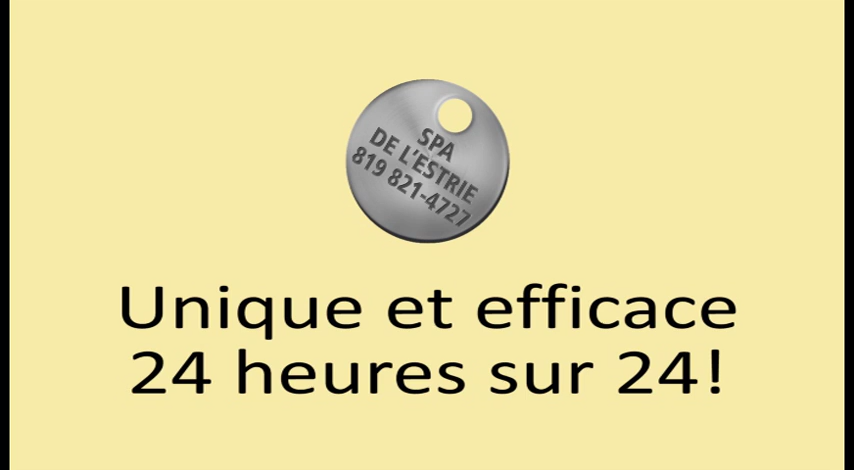 SPA
DE L'ESTRIE
819 821-4727
Unique et efficace
24 heures sur 24!